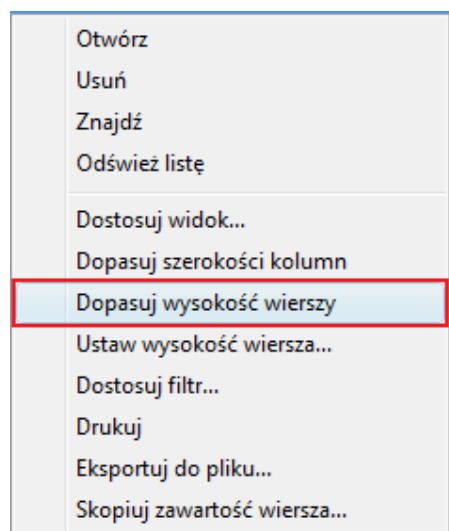 Otwórz
Usuń
Znajdź
Odśwież listę
Dostosuj widok...
Dopasuj szerokości kolumn
Dopasuj wysokość wierszy
Ustaw wysokość wiersza...
Dostosuj filtr...
Drukuj
Eksportuj do pliku...
Skopiuj zawartość wiersza...